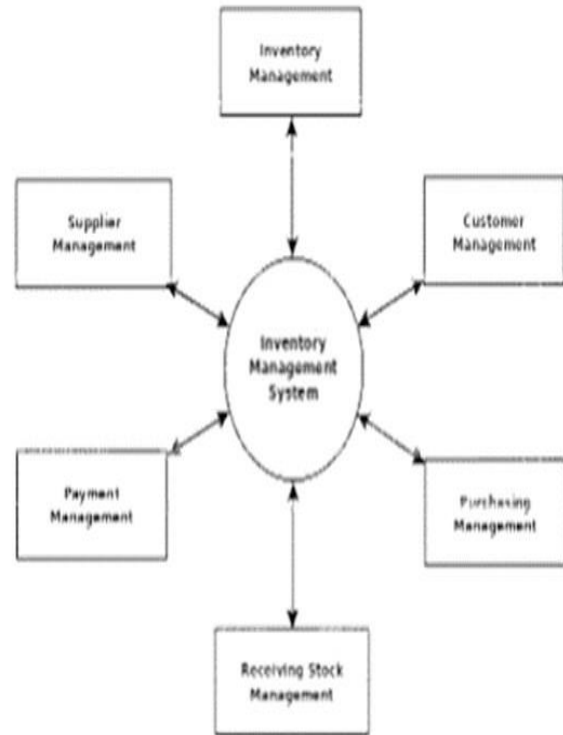 Inventory
Management
Supplier
Management
Customer
Management
Inventory
Management
System
Payment
Management
Purchasing
Management
Receiving Stock
Management